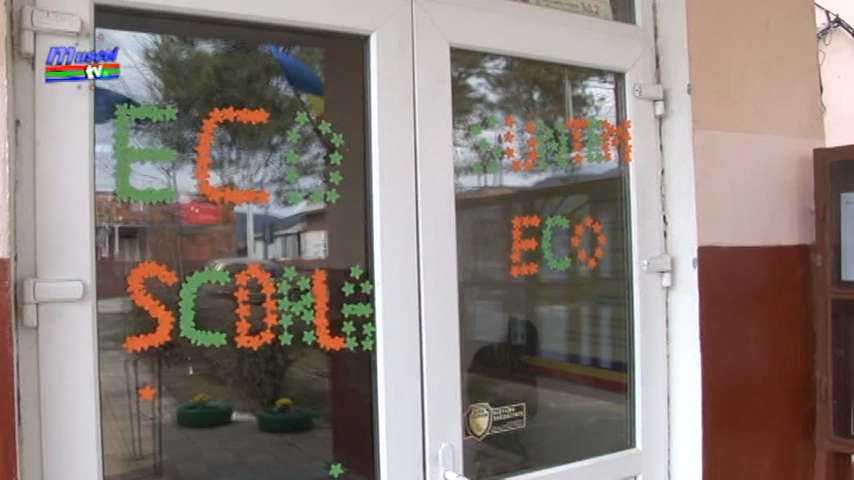 Muscel
tv
ECO
SCOALA
SUNTEM
ECO